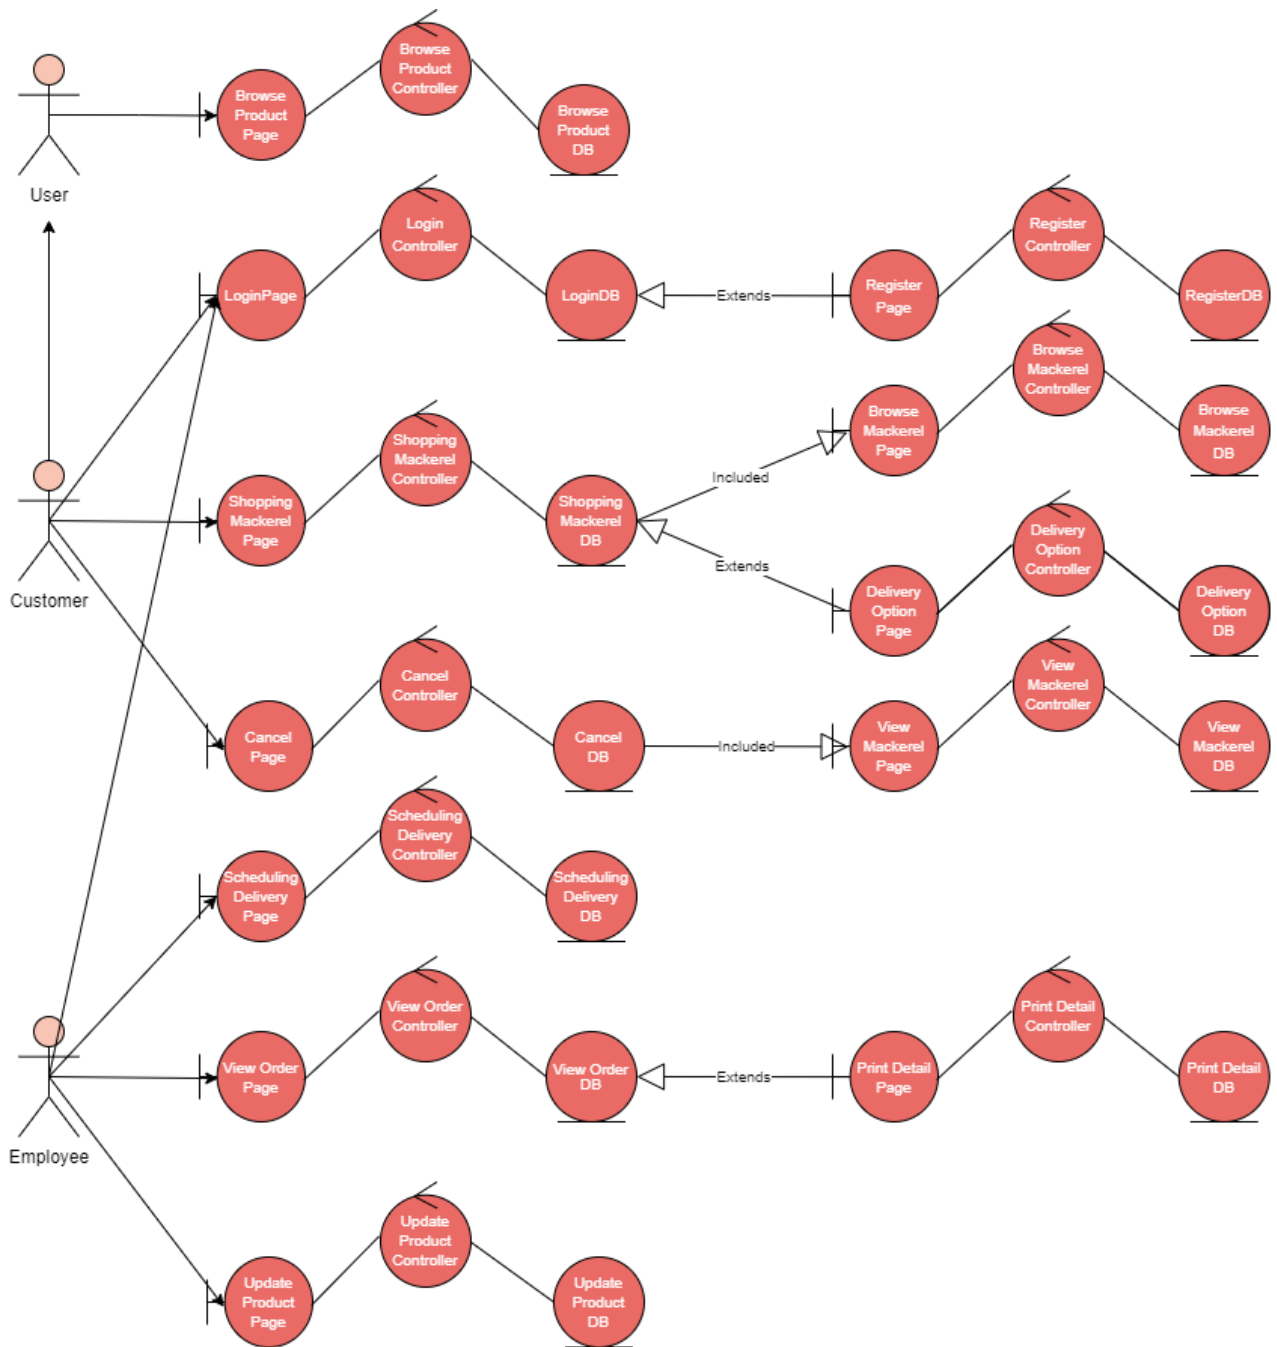 Browse
Product
Controller
Browse
Product
Page
Browse
Product
DB
User
Login
Controller
LoginPage
LoginDB
Extends
Register
Page
Register
Controller
RegisterDB
Shopping
Mackerel
Page
Shopping
Mackerel
Controller
Shopping
Mackerel
DB
Included
Browse
Mackerel
Page
Browse
Mackerel
Controller
Browse
Mackerel
DB
Extends
Delivery
Option
Page
Delivery
Option
Controller
Delivery
Option
DB
Customer
Cancel
Page
Cancel
Controller
Cancel
DB
Included
View
Mackerel
Page
View
Mackerel
Controller
View
Mackerel
DB
Scheduling
Delivery
Page
Scheduling
Delivery
Controller
Scheduling
Delivery
DB
View Order
Page
View Order
Controller
View Order
DB
Extends
Print Detail
Page
Print Detail
Controller
Print Detail
DB
Employee
Update
Product
Page
Update
Product
Controller
Update
Product
DB